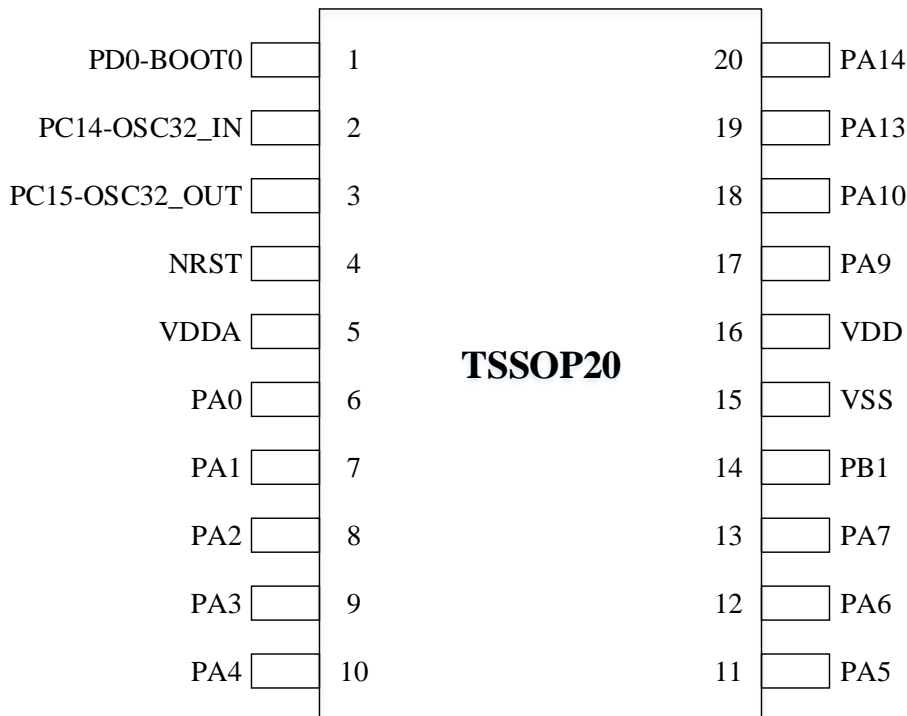 PD0-BOOT0 1 20 PA14
PC14-OSC32_IN 2 19 PA13
PC15-OSC32_OUT 3 18 PA10
NRST 4 17 PA9
VDDA 5 16 VDD
TSSOP20
PA0 6 15 VSS
PA1 7 14 PB1
PA2 8 13 PA7
PA3 9 12 PA6
PA4 10 11 PA5